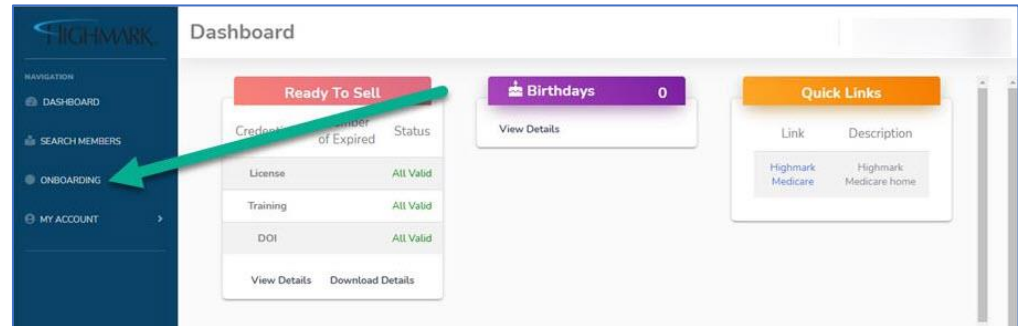 HIGHMARK
Dashboard
NAVIGATION
DASHBOARD
SEARCH MEMBERS
ONBOARDING
MY ACCOUNT
Ready To Sell
Status
of Expired
License All Valid
Training All Valid
DOI All Valid
View Details Download Details
Birthdays 0
View Details
Quick Links
Link Description
Highmark Medicare
Highmark Medicare home